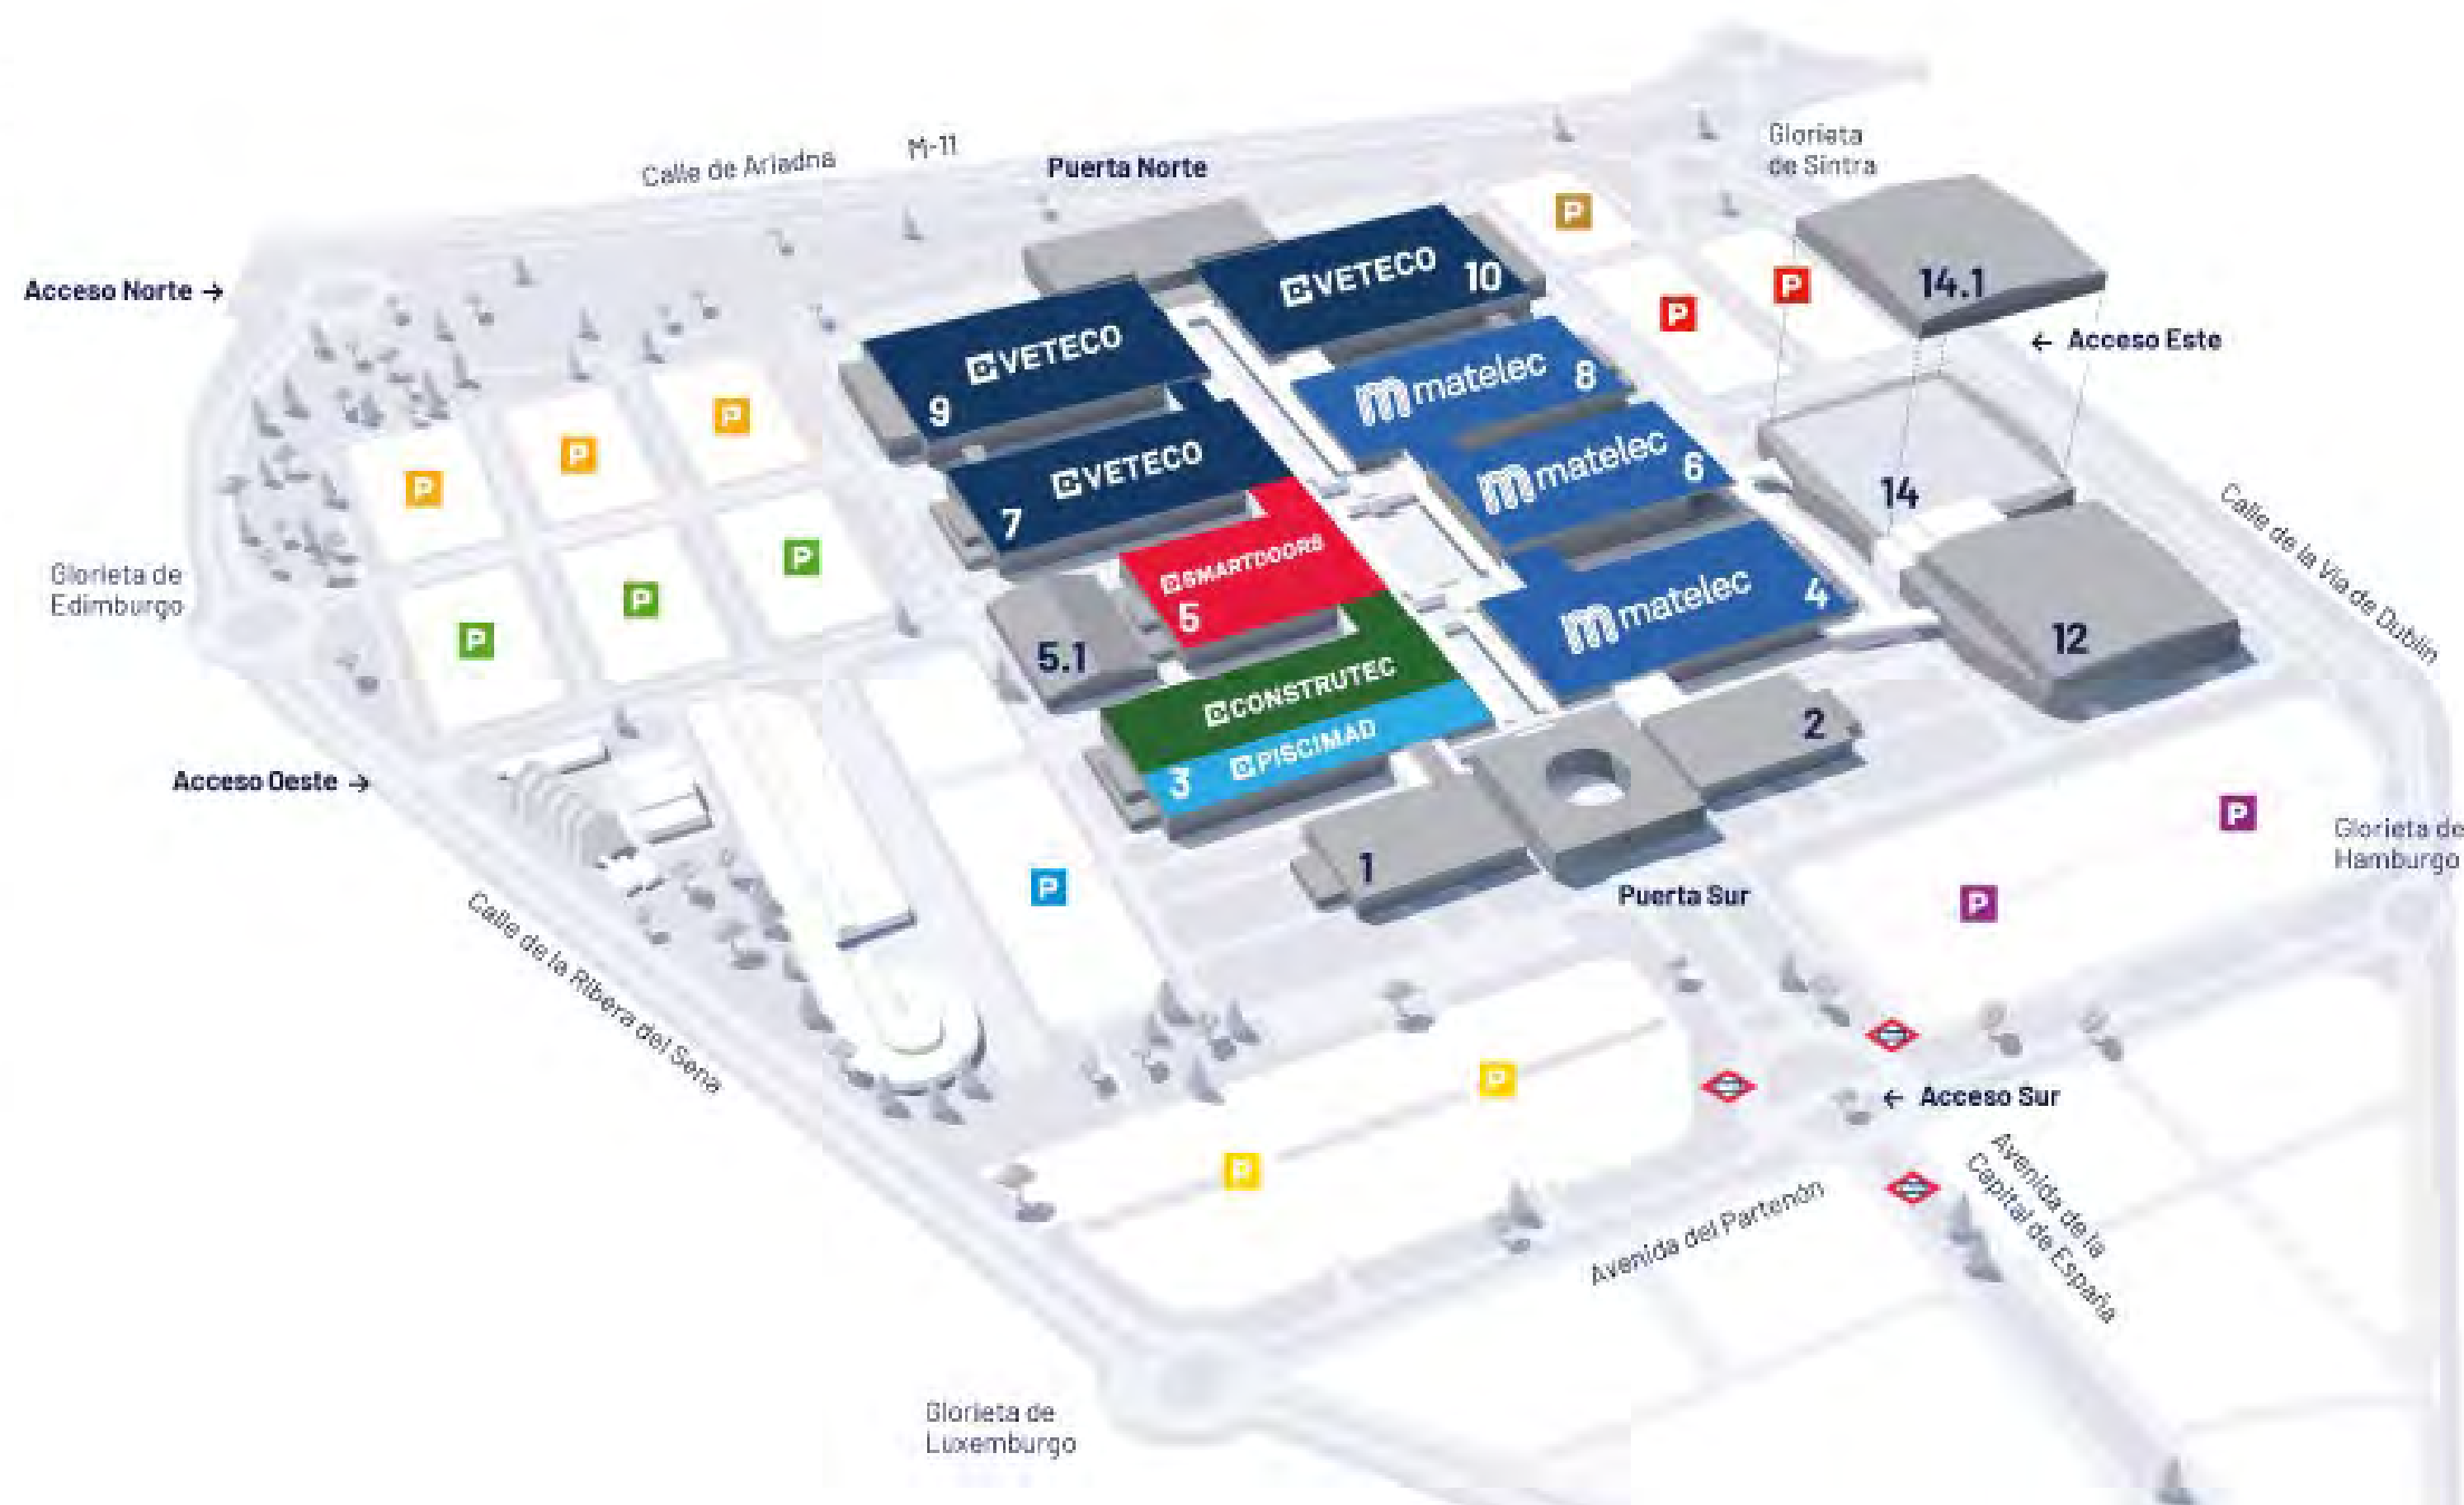 Calle de Ariadna
M-11
Puerta Norte
Glorieta
de Sintra
P
VETECO
10
14.1
P
P
Acceso Norte →
← Acceso Este
VETECO
9
matelec
8
P
P
P
VETECO
7
matelec
6
14
Calle de la Vía de Dublin
SMARTDOORS
5
matelec
4
P
P
P
Glorieta de
Edimburgo
5.1
12
CONSTRUTEC
PISCIMAD
3
2
Acceso Oeste →
1
P
Puerta Sur
P
P
Glorieta de
Hamburgo
Calle de la Ribera del Sena
P
P
← Acceso Sur
Avenida del Partenón
Avenida de la
Capital de España
Glorieta de
Luxemburgo